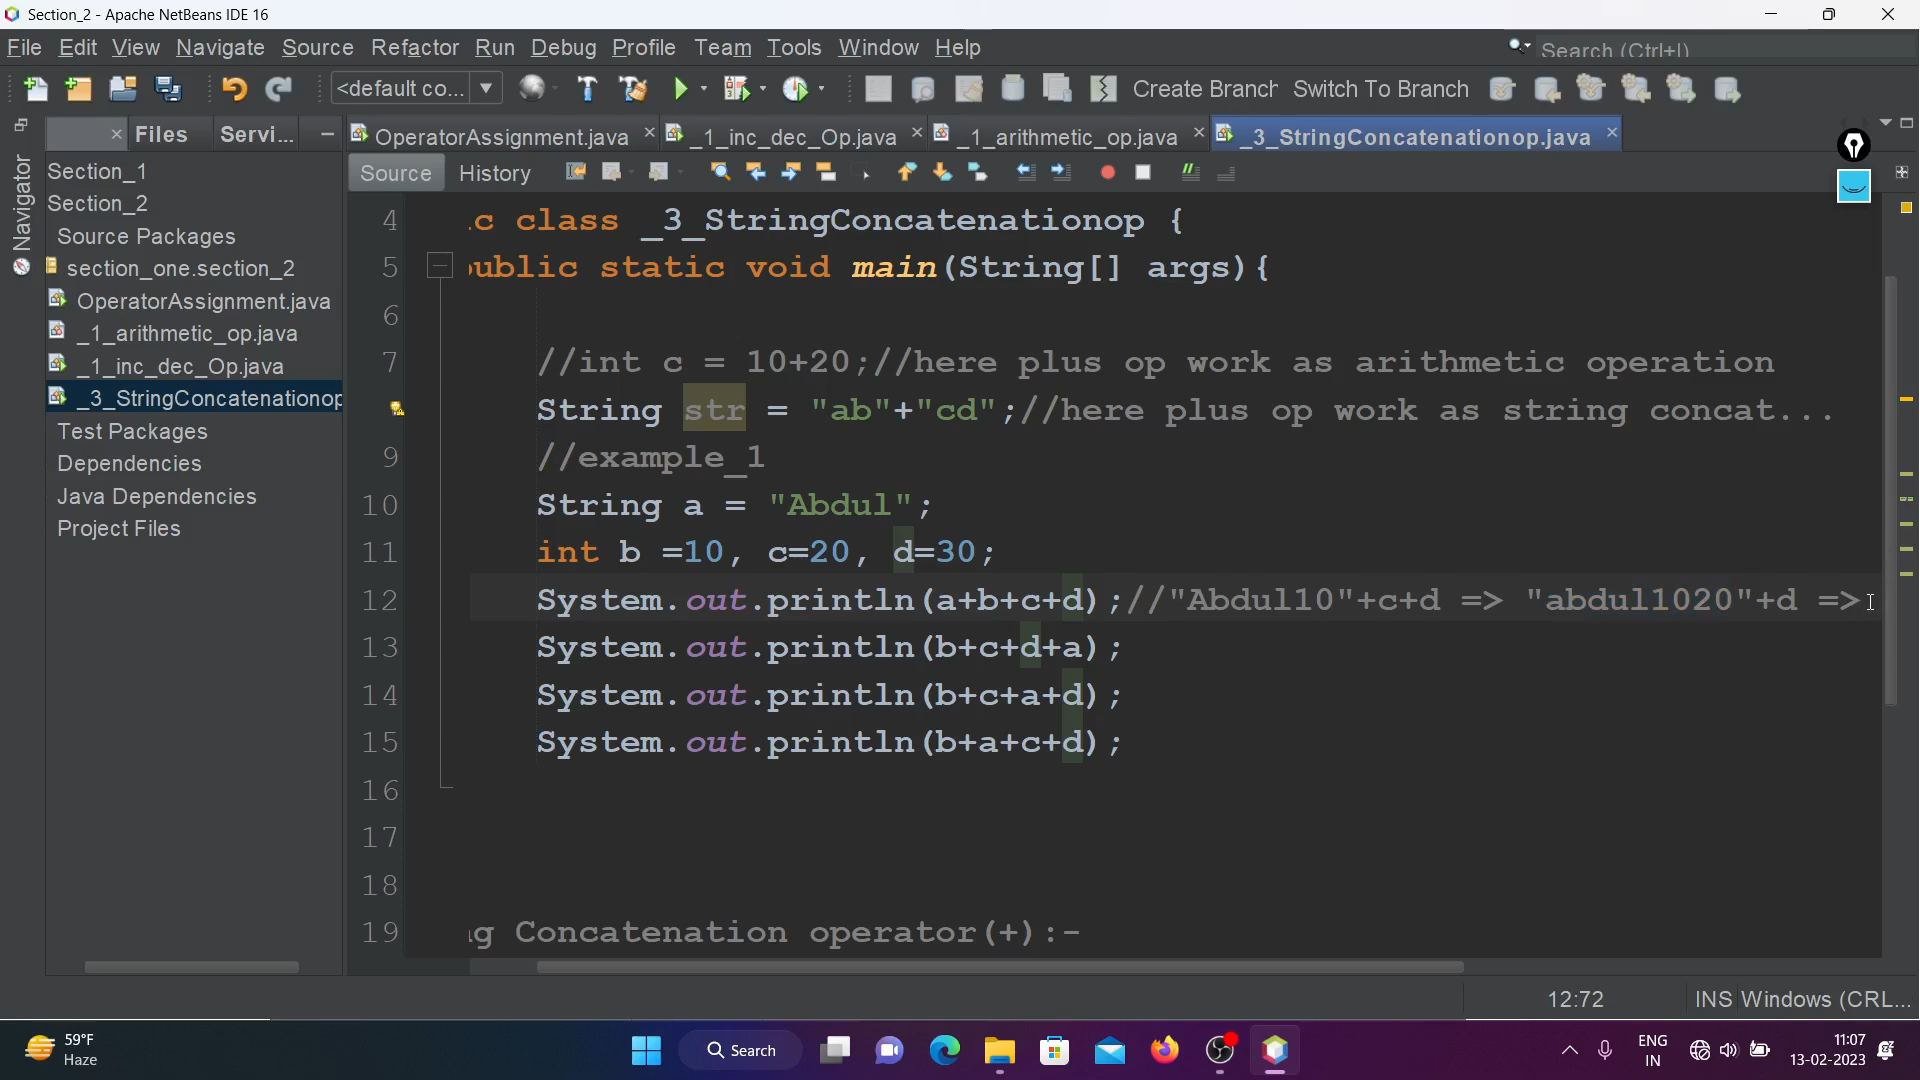 Section_2 - Apache NetBeans IDE 16
File Edit View Navigate Source Refactor Run Debug Profile Team Tools Window Help
Search (Ctrl+I)
<default co...
Create Branch Switch To Branch
Files Servi...
OperatorAssignment.java _1_inc_dec_Op.java _1_arithmetic_op.java _3_StringConcatenationop.java
Source History
Navigator
Section_1
Section_2
Source Packages
section_one.section_2
OperatorAssignment.java
_1_arithmetic_op.java
_1_inc_dec_Op.java
_3_StringConcatenationop
Test Packages
Dependencies
Java Dependencies
Project Files
4 .c class _3_StringConcatenationop {
5 public static void main(String[] args){
6
7 //int c = 10+20;//here plus op work as arithmetic operation
String str = "ab"+"cd";//here plus op work as string concat...
9 //example_1
10 String a = "Abdul";
11 int b =10, c=20, d=30;
12 System.out.println(a+b+c+d);//"Abdul10"+c+d => "abdul1020"+d =>
13 System.out.println(b+c+d+a);
14 System.out.println(b+c+a+d);
15 System.out.println(b+a+c+d);
16
17
18
19 ng Concatenation operator(+):-
12:72 INS Windows (CRL...
59°F
Haze
Search
ENG
IN
11:07
13-02-2023